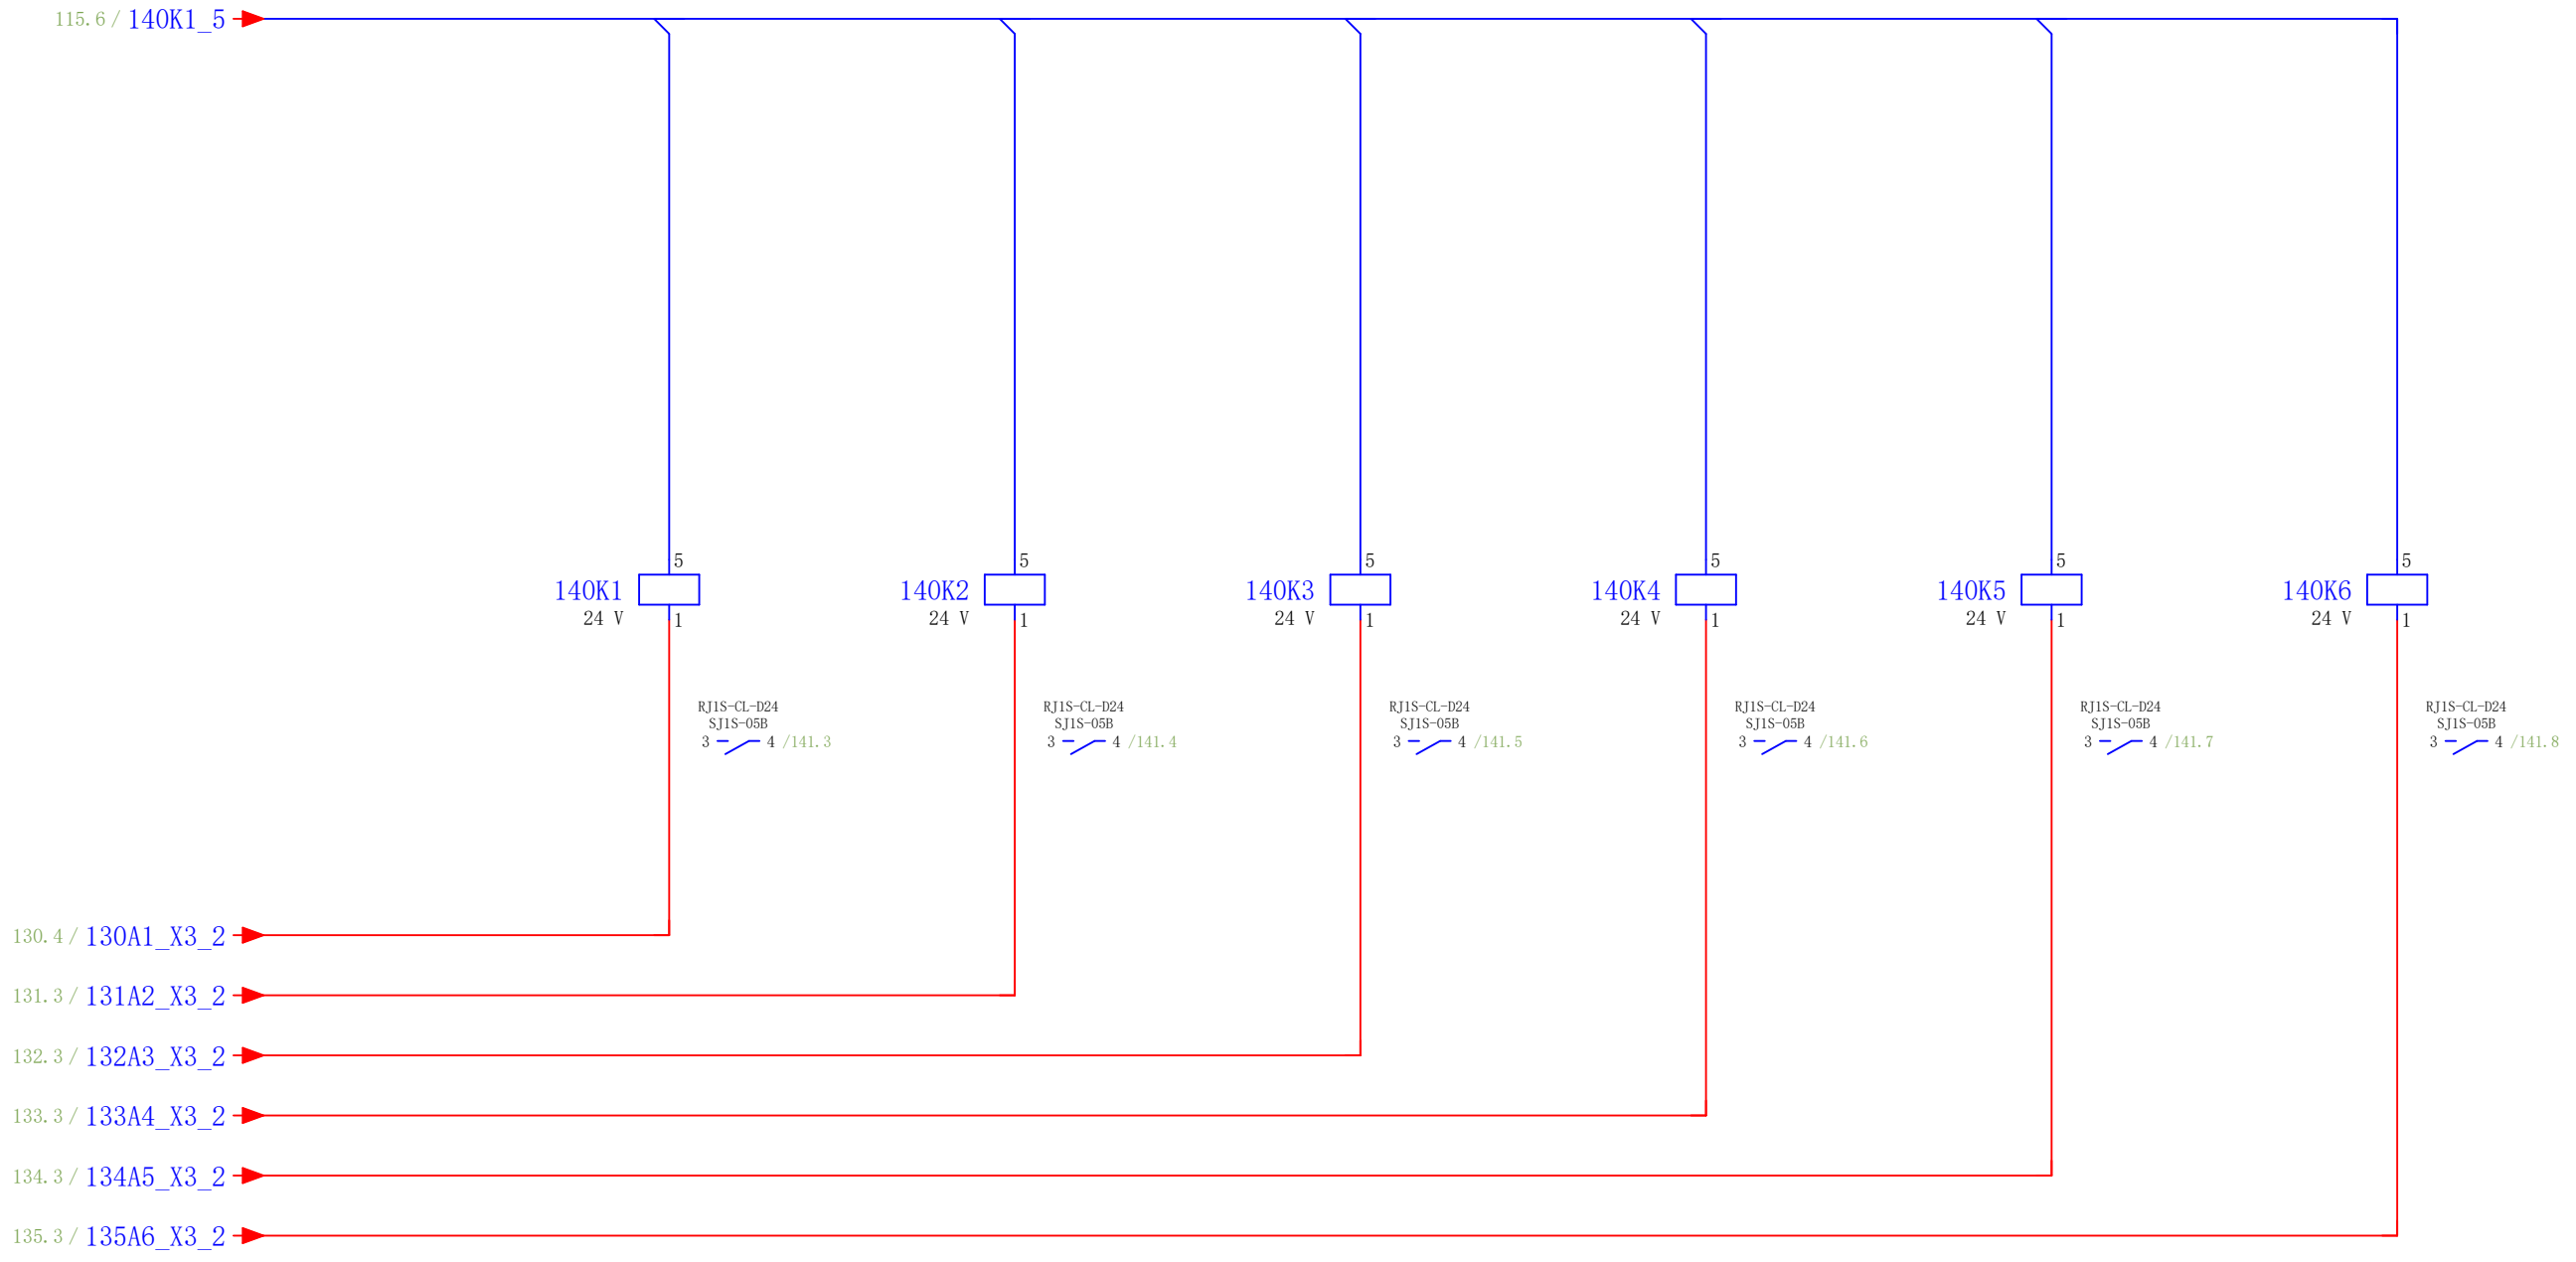 115.6 / 140K1_5
5 5 5 5 5 5
140K1 140K2 140K3 140K4 140K5 140K6
24 V 1 24 V 1 24 V 1 24 V 1 24 V 1 24 V 1
RJ1S-CL-D24 RJ1S-CL-D24 RJ1S-CL-D24 RJ1S-CL-D24 RJ1S-CL-D24 RJ1S-CL-D24
SJ1S-05B SJ1S-05B SJ1S-05B SJ1S-05B SJ1S-05B SJ1S-05B
3 4 /141.3 3 4 /141.4 3 4 /141.5 3 4 /141.6 3 4 /141.7 3 4 /141.8
130.4 / 130A1_X3_2
131.3 / 131A2_X3_2
132.3 / 132A3_X3_2
133.3 / 133A4_X3_2
134.3 / 134A5_X3_2
135.3 / 135A6_X3_2